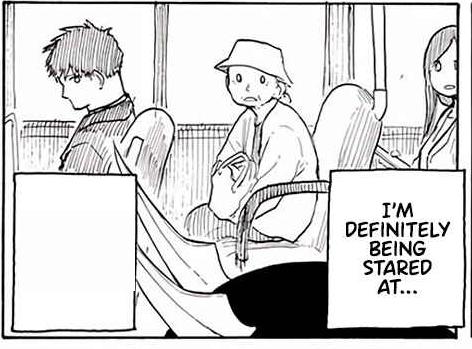 I'M
DEFINITELY
BEING
STARED
AT...